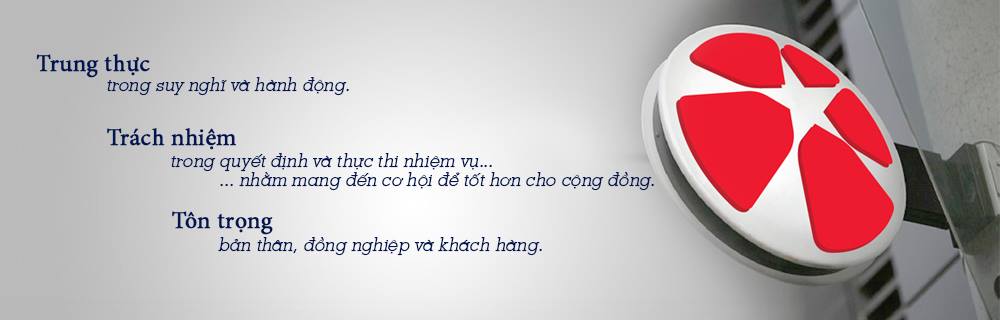 Trung thực
trong suy nghĩ và hành động.
Trách nhiệm
trong quyết định và thực thi nhiệm vụ...
... nhằm mang đến cơ hội để tốt hơn cho cộng đồng.
Tôn trọng
bản thân, đồng nghiệp và khách hàng.